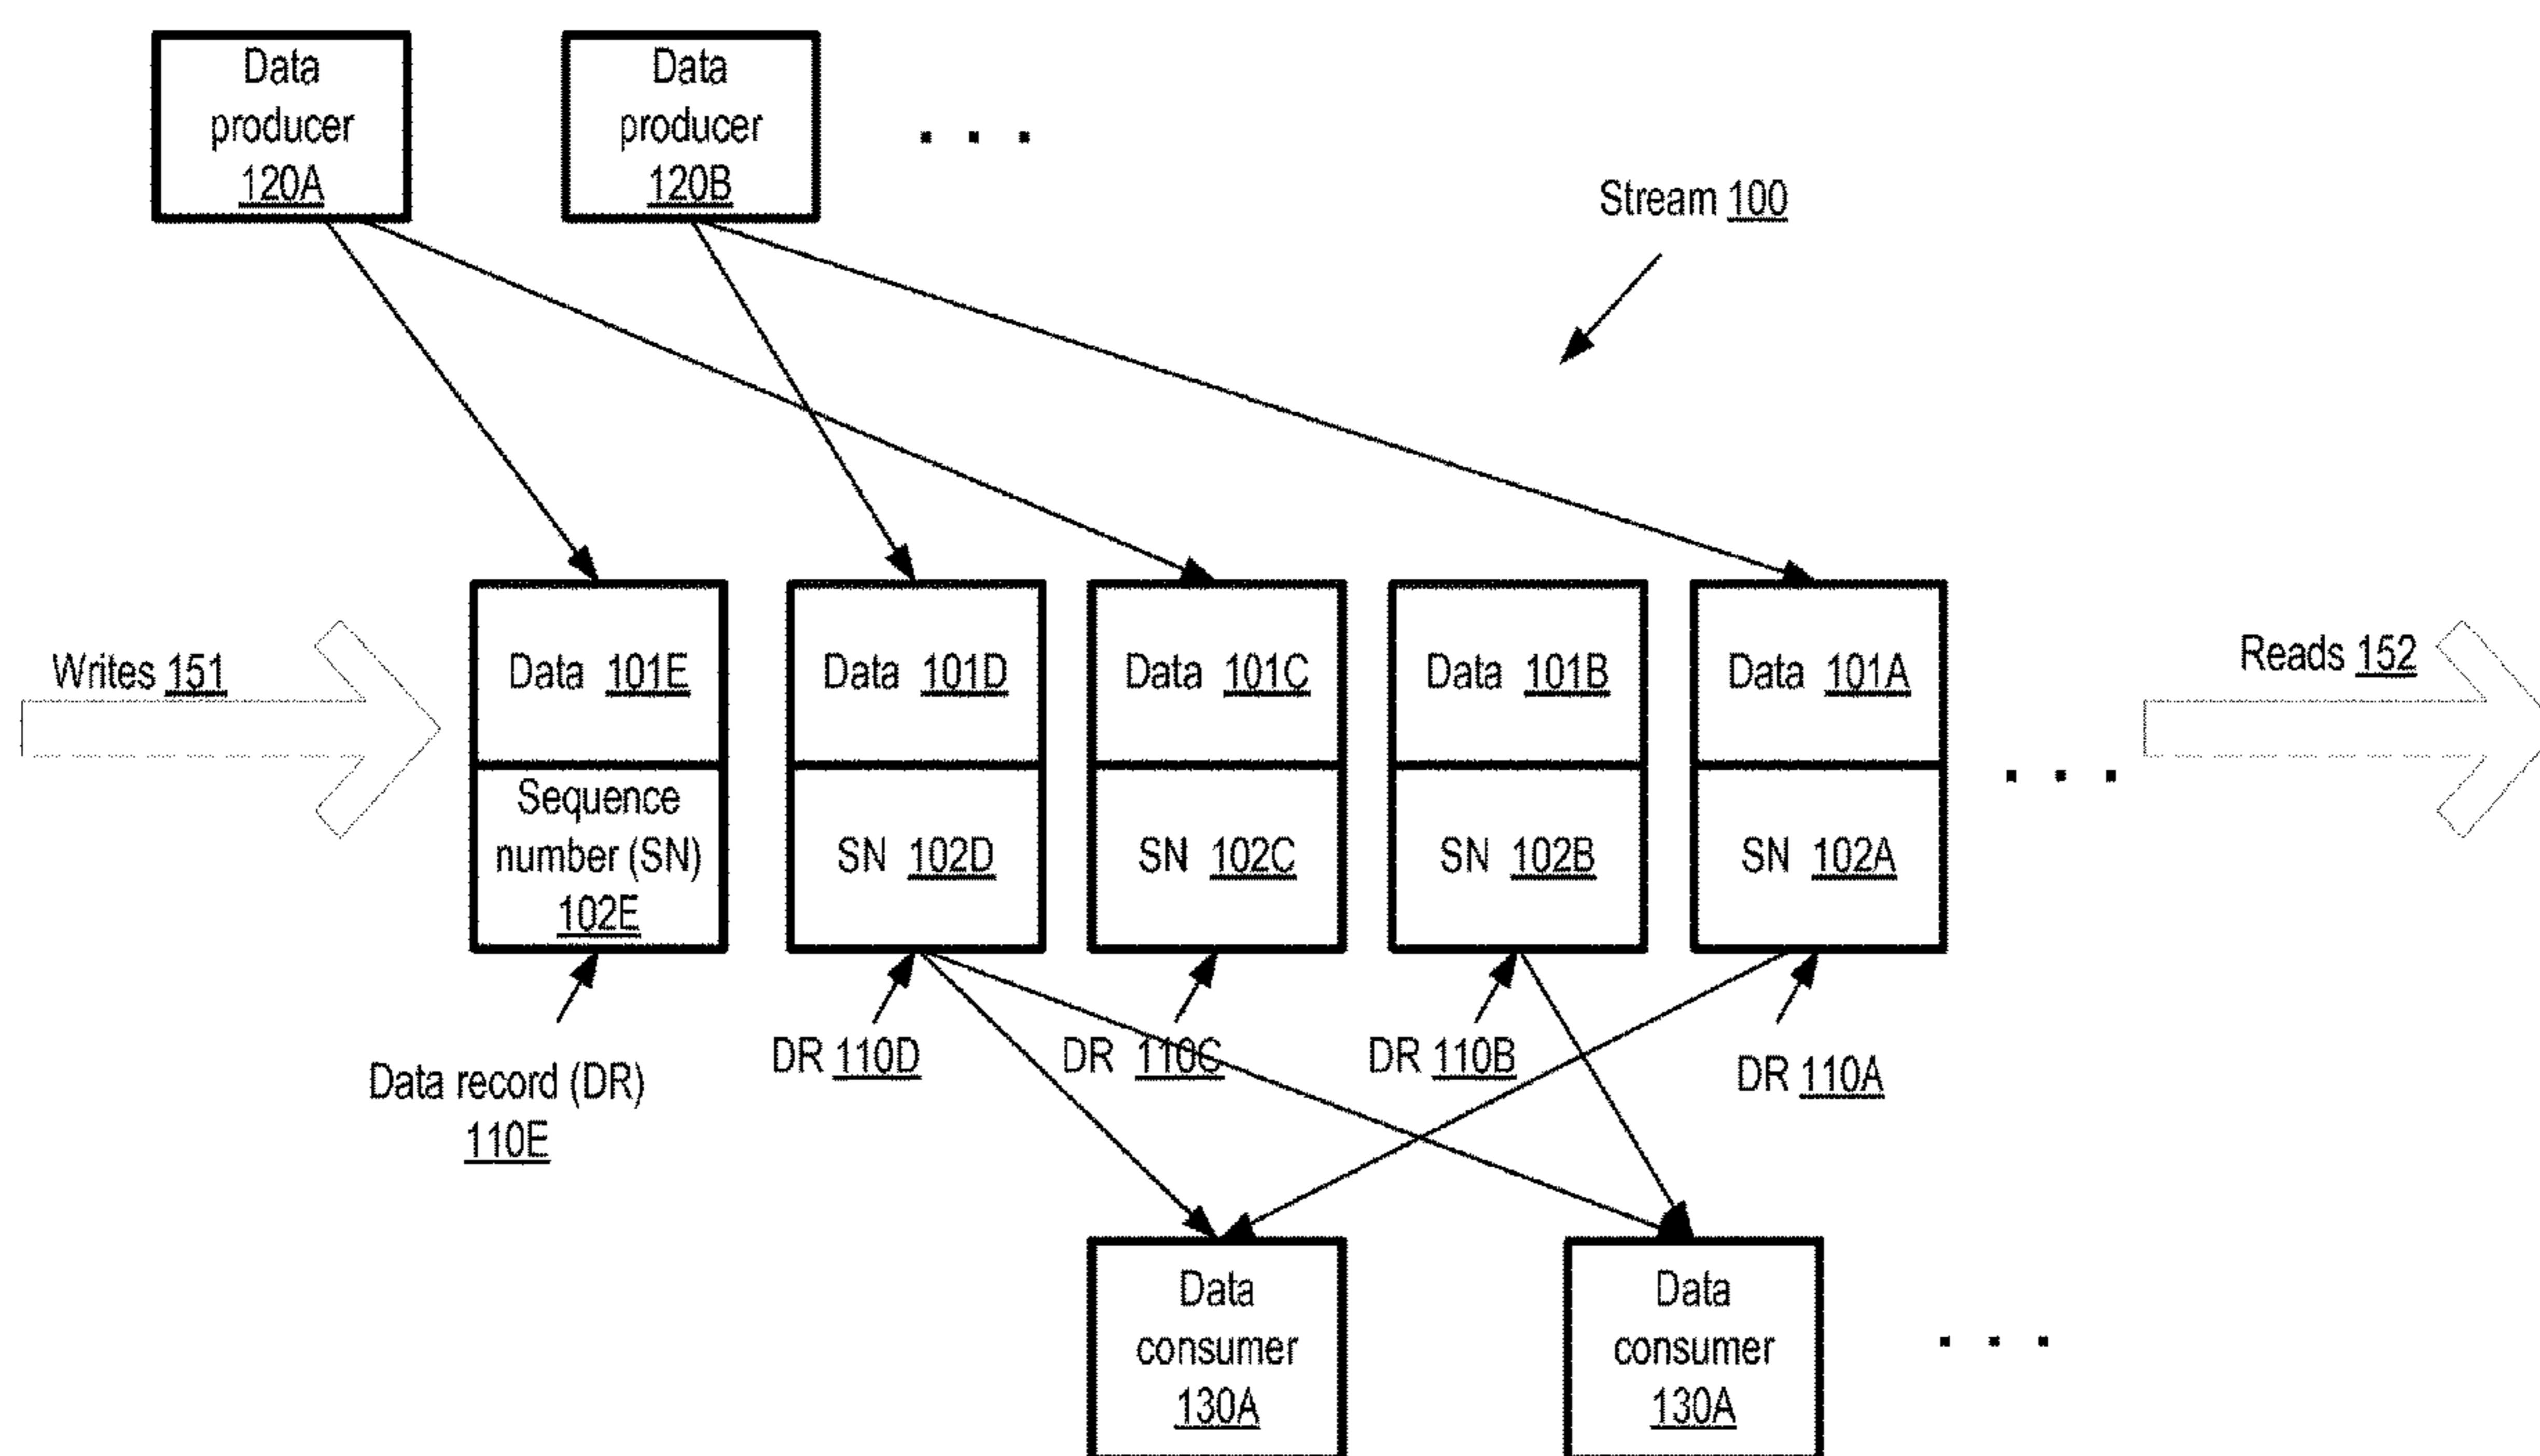 Data
producer
120A
Data
producer
120B
. . .
Stream 100
Writes 151
Reads 152
Data 101E
Data 101D
Data 101C
Data 101B
Data 101A
Sequence
number (SN)
102E
SN 102D
SN 102C
SN 102B
SN 102A
. . .
DR 110D
DR 110C
DR 110B
DR 110A
Data record (DR)
110E
Data
consumer
130A
Data
consumer
130A
. . .